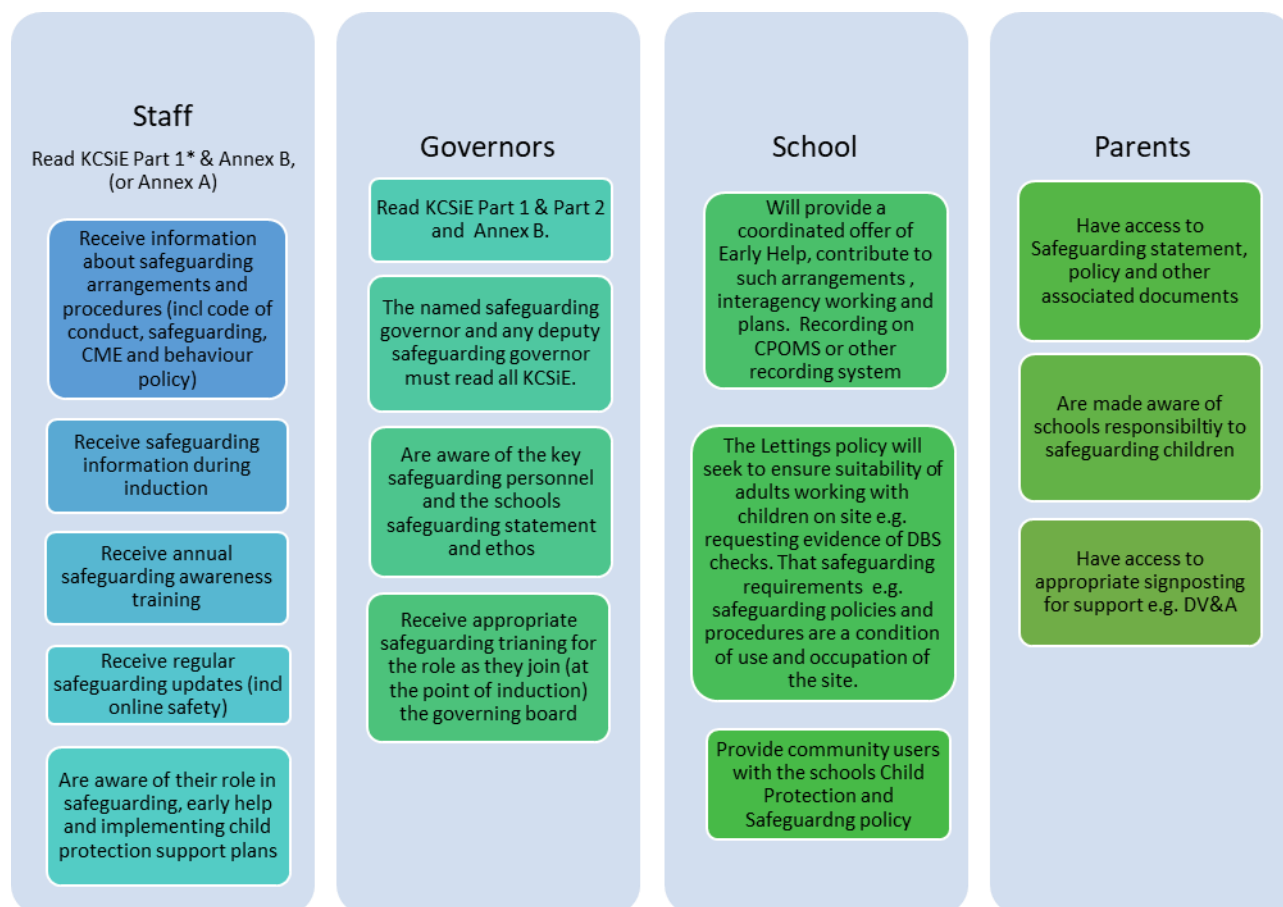 Staff
Read KCSiE Part 1* & Annex B,
(or Annex A)
Receive information
about safeguarding
arrangements and
procedures (incl code of
conduct, safeguarding,
CME and behaviour
policy)
Receive safeguarding
information during
induction
Receive annual
safeguarding awareness
training
Receive regular
safeguarding updates (incl
online safety)
Are aware of their role in
safeguarding, early help
and implementing child
protection support plans
Governors
Read KCSiE Part 1 & Part 2
and Annex B.
The named safeguarding
governor and any deputy
safeguarding governor
must read all KCSiE.
Are aware of the key
safeguarding personnel
and the schools
safeguarding statement
and ethos
Receive appropriate
safeguarding trianing for
the role as they join (at
the point of induction)
the governing board
School
Will provide a
coordinated offer of
Early Help, contribute to
such arrangements ,
interagency working and
plans. Recording on
CPOMS or other
recording system
The Lettings policy will
seek to ensure suitability of
adults working with
children on site e.g.
requesting evidence of DBS
checks. That safeguarding
requirements e.g.
safeguarding policies and
procedures are a condition
of use and occupation of
the site.
Provide community users
with the schools Child
Protection and
Safeguardng policy
Parents
Have access to
Safeguarding statement,
policy and other
associated documents
Are made aware of
schools responsibiltiy to
safeguarding children
Have access to
appropriate signposting
for support e.g. DV&A